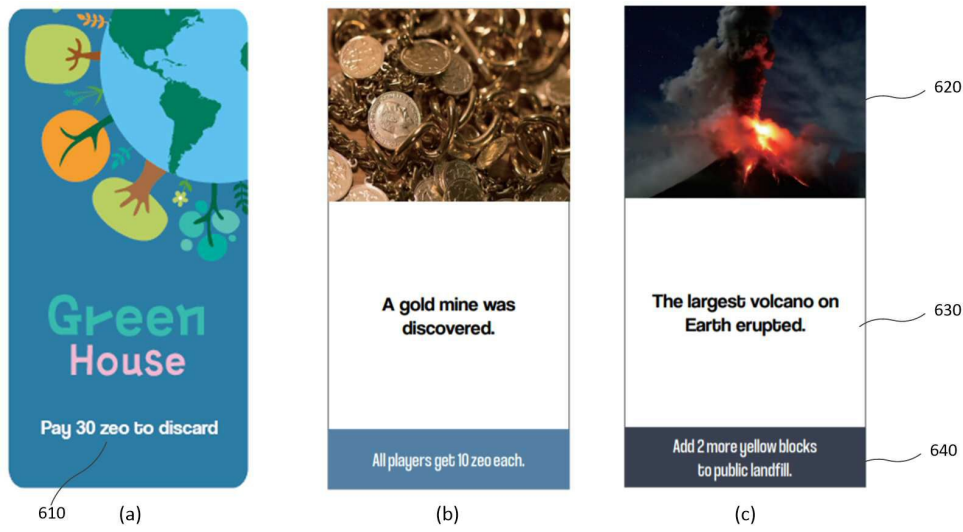 Green
House
Pay 30 zeo to discard
610
(a)
A gold mine was
discovered.
All players get 10 zeo each.
(b)
The largest volcano on
Earth erupted.
Add 2 more yellow blocks
to public landfill.
(c)
620
630
640